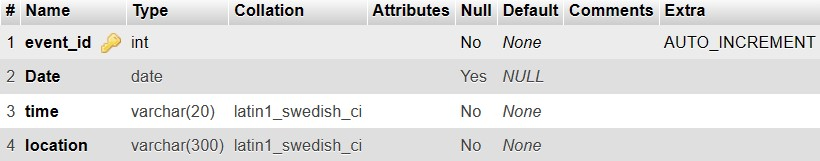 # Name Type Collation Attributes Null Default Comments Extra
1 event_id int No None AUTO_INCREMENT
2 Date date Yes NULL
3 time varchar(20) latin1_swedish_ci No None
4 location varchar(300) latin1_swedish_ci No None